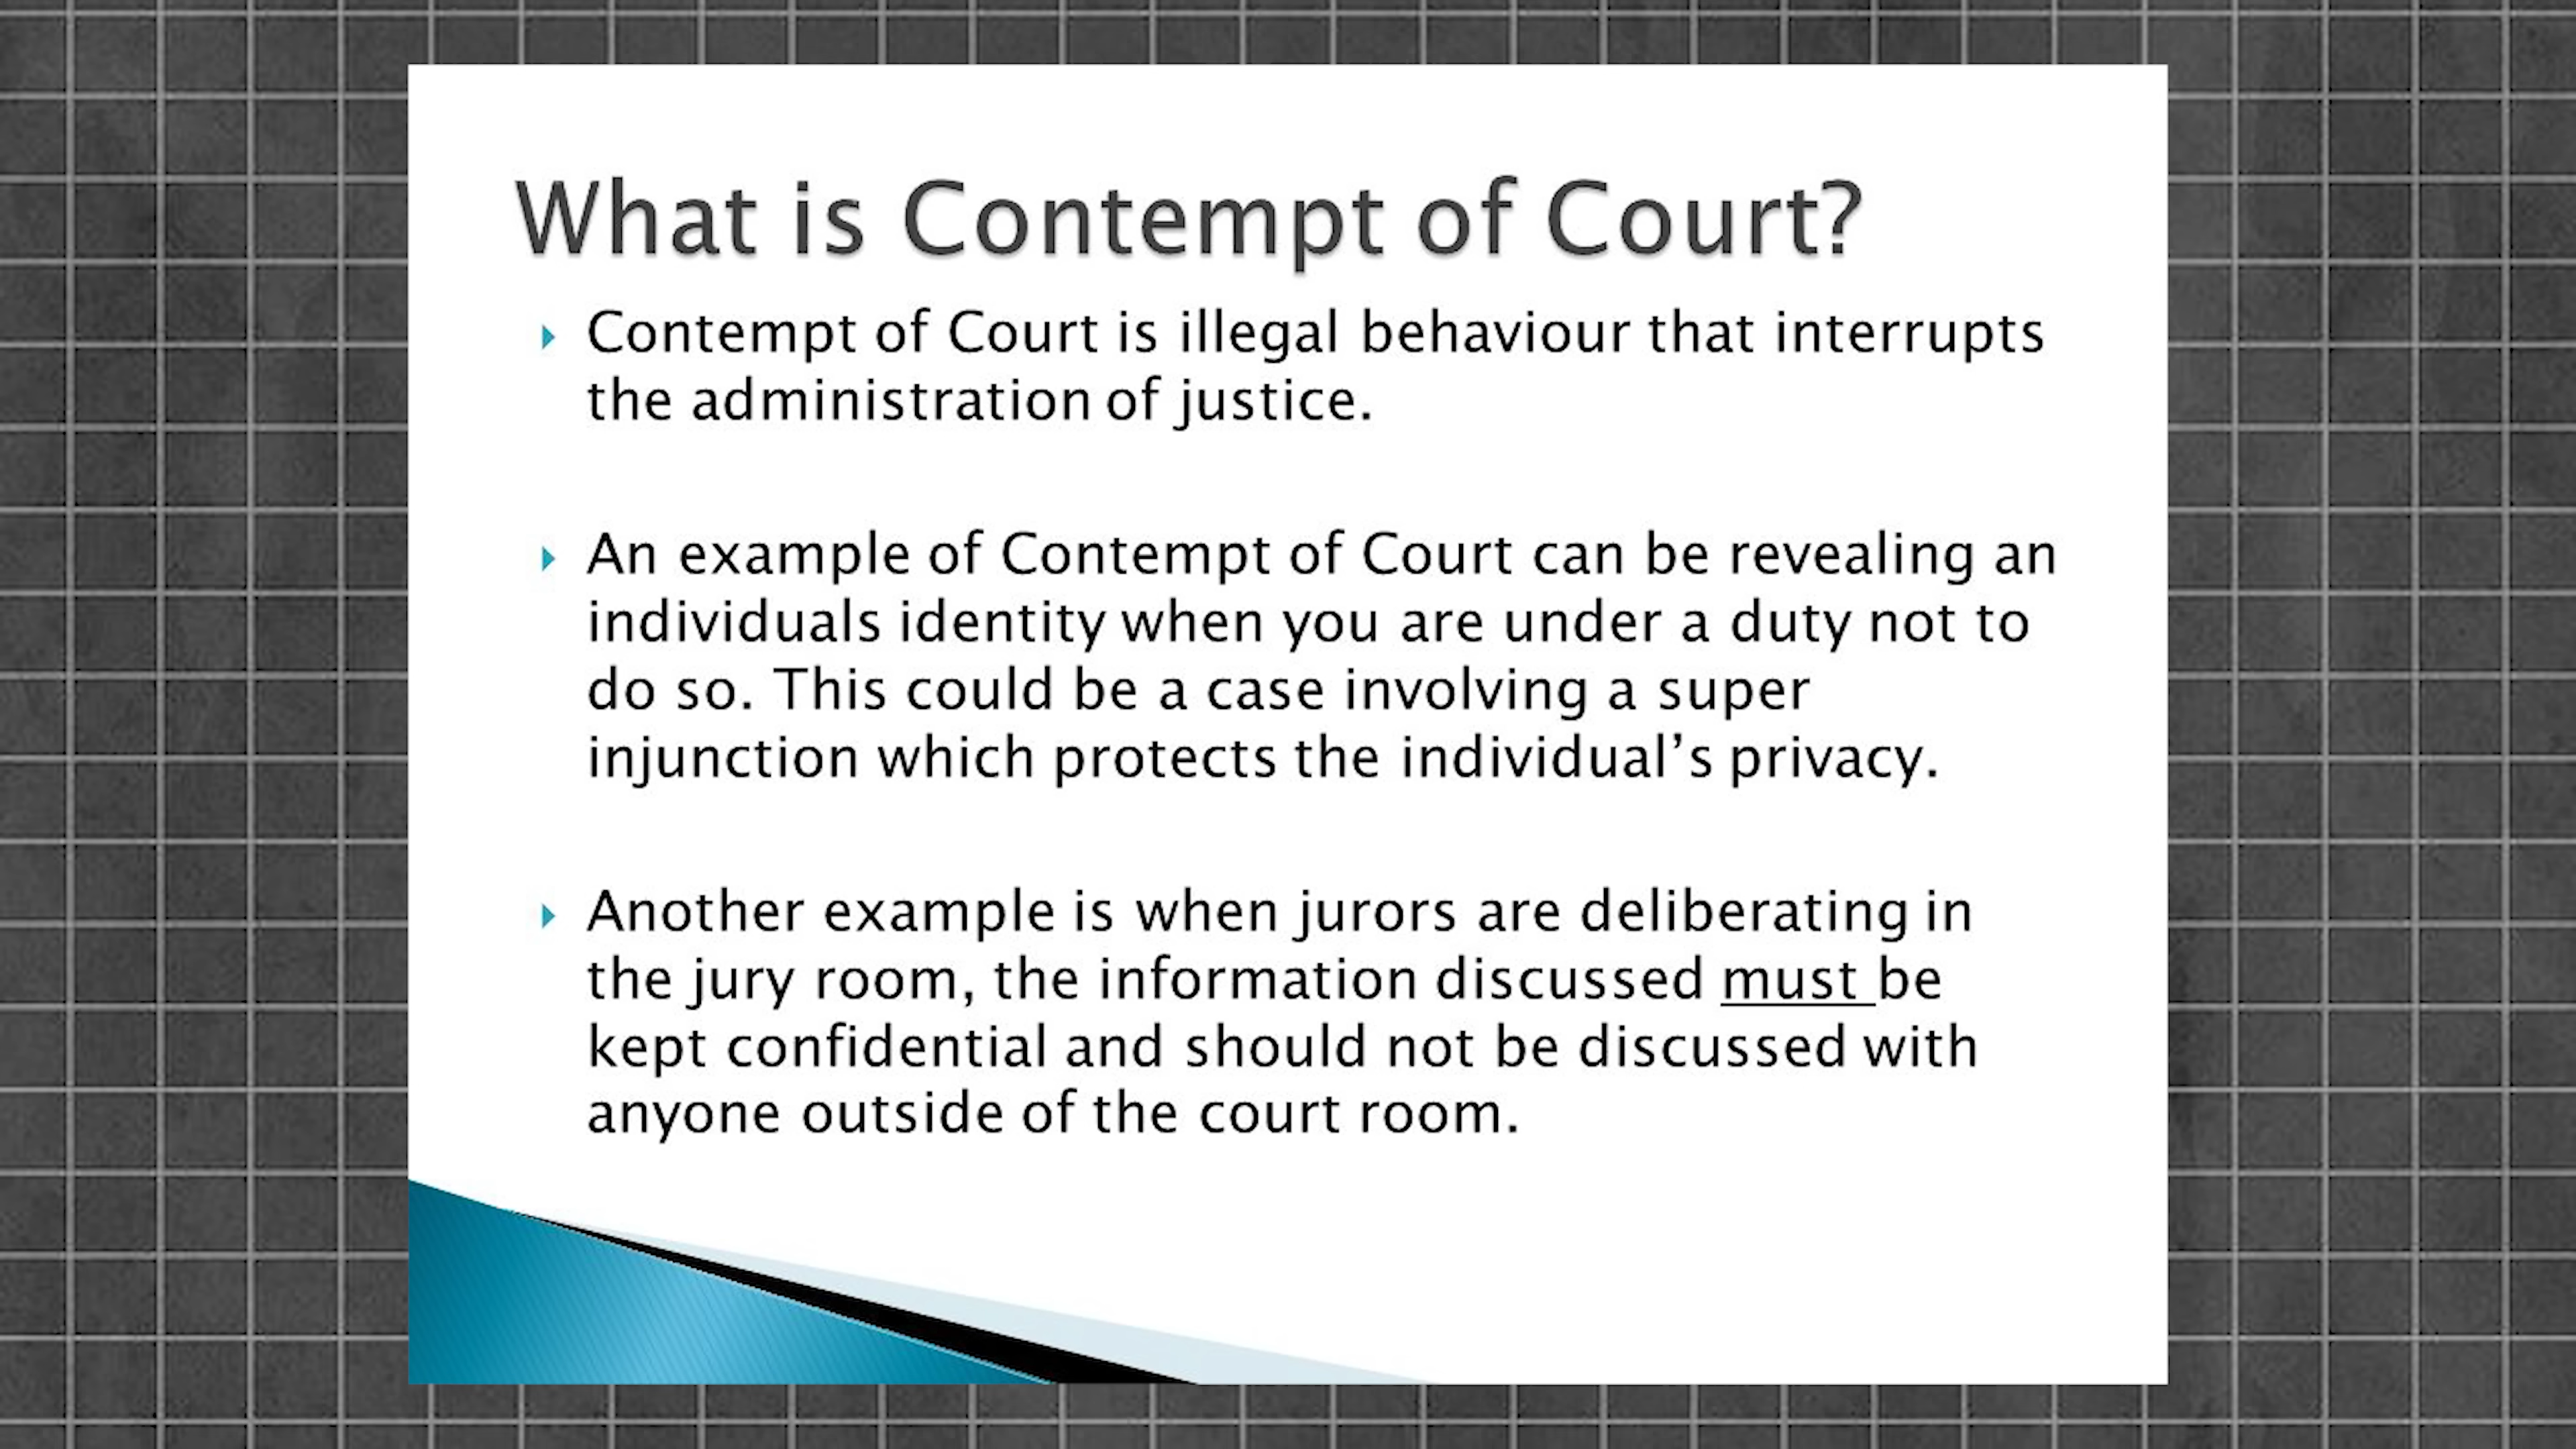 What is Contempt of Court?
Contempt of Court is illegal behaviour that interrupts
the administration of justice.
An example of Contempt of Court can be revealing an
individuals identity when you are under a duty not to
do so. This could be a case involving a super
injunction which protects the individual’s privacy.
Another example is when jurors are deliberating in
the jury room, the information discussed must be
kept confidential and should not be discussed with
anyone outside of the court room.